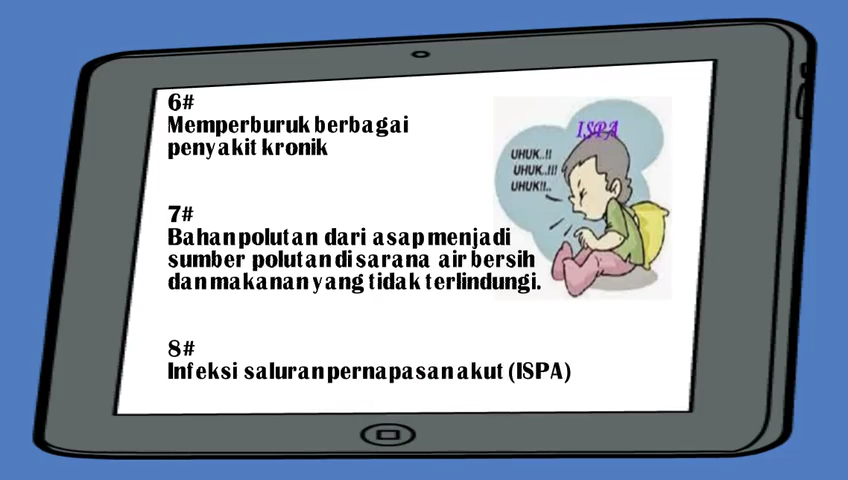 6#
Memperburuk berbagai
penyakit kronik
ISPA
UHUK..!!
UHUK..!!!
UHUK!!..
7#
Bahan polutan dari asap menjadi
sumber polutan di sarana air bersih
dan makanan yang tidak terlindungi.
8#
Infeksi saluran pernapasan akut (ISPA)